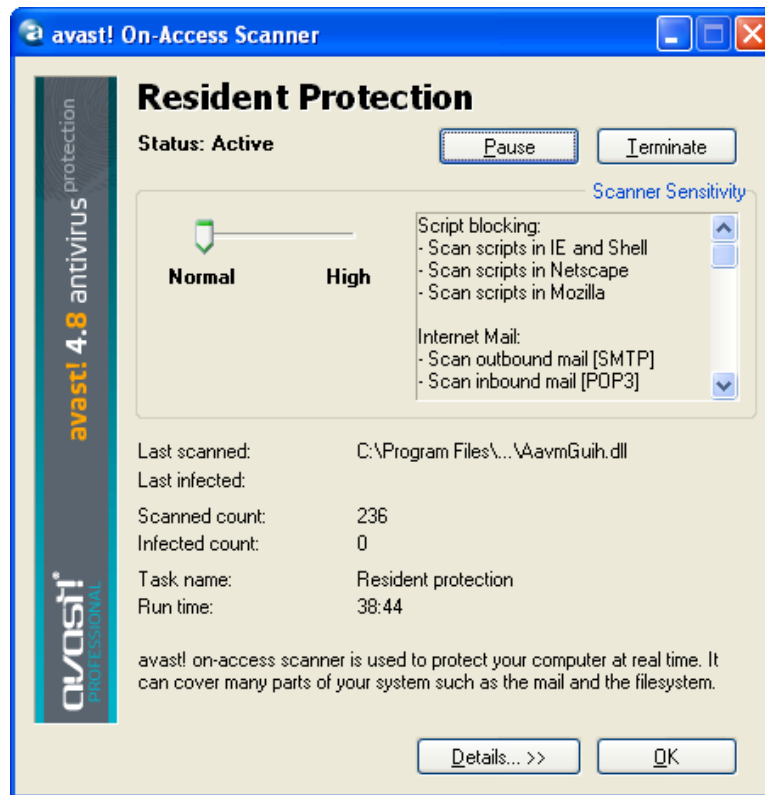 avast! On-Access Scanner
avast! 4.8 antivirus protection
avast!
PROFESSIONAL
Resident Protection
Status: Active
Pause
Terminate
Scanner Sensitivity
Normal
High
Script blocking:
- Scan scripts in IE and Shell
- Scan scripts in Netscape
- Scan scripts in Mozilla
Internet Mail:
- Scan outbound mail [SMTP]
- Scan inbound mail [POP3]
Last scanned: C:\Program Files\...\AavmGuih.dll
Last infected:
Scanned count: 236
Infected count: 0
Task name: Resident protection
Run time: 38:44
avast! on-access scanner is used to protect your computer at real time. It
can cover many parts of your system such as the mail and the filesystem.
Details... >>
OK